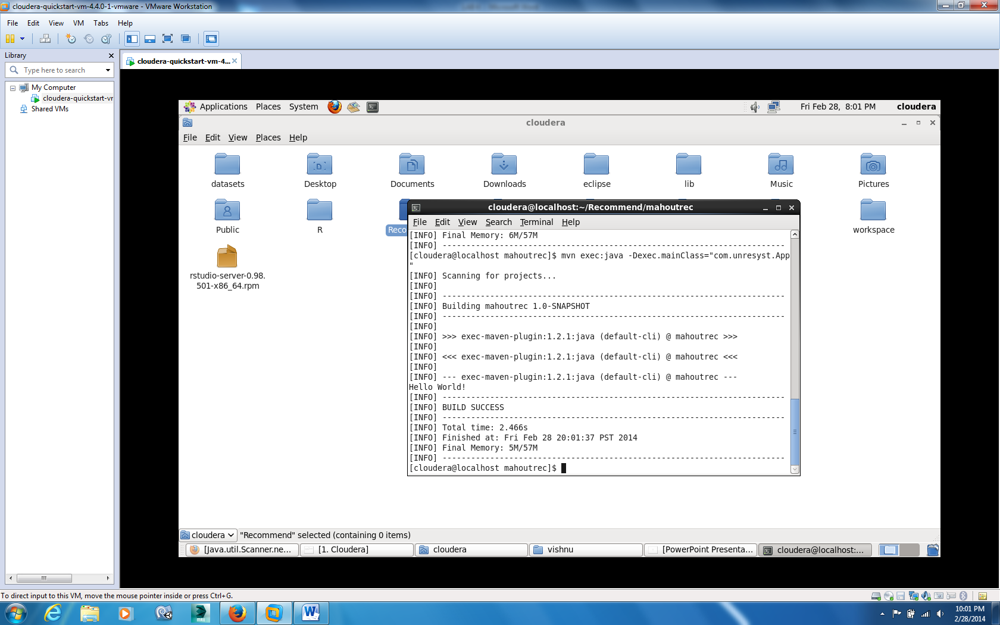 cloudera-quickstart-vm-4.4.0-1-vmware - VMware Workstation
File Edit View VM Tabs Help
Library
Type here to search
My Computer
cloudera-quickstart-vr
Shared VMs
cloudera-quickstart-vm-4...
Applications Places System
Fri Feb 28, 8:01 PM cloudera
cloudera
File Edit View Places Help
datasets Desktop Documents Downloads eclipse lib Music Pictures
Public R Reco workspace
rstudio-server-0.98.
501-x86_64.rpm
cloudera@localhost:~/Recommend/mahoutrec
File Edit View Search Terminal Help
[INFO] Final Memory: 6M/57M
[INFO] ------------------------------------------------------------------------
[cloudera@localhost mahoutrec]$ mvn exec:java -Dexec.mainClass="com.unresyst.App
"
[INFO] Scanning for projects...
[INFO]
[INFO] ------------------------------------------------------------------------
[INFO] Building mahoutrec 1.0-SNAPSHOT
[INFO] ------------------------------------------------------------------------
[INFO]
[INFO] >>> exec-maven-plugin:1.2.1:java (default-cli) @ mahoutrec >>>
[INFO]
[INFO] <<< exec-maven-plugin:1.2.1:java (default-cli) @ mahoutrec <<<
[INFO]
[INFO] --- exec-maven-plugin:1.2.1:java (default-cli) @ mahoutrec ---
Hello World!
[INFO] ------------------------------------------------------------------------
[INFO] BUILD SUCCESS
[INFO] ------------------------------------------------------------------------
[INFO] Total time: 2.466s
[INFO] Finished at: Fri Feb 28 20:01:37 PST 2014
[INFO] Final Memory: 5M/57M
[INFO] ------------------------------------------------------------------------
[cloudera@localhost mahoutrec]$
cloudera "Recommend" selected (containing 0 items)
[Java.util.Scanner.ne... [1. Cloudera] cloudera vishnu [PowerPoint Presenta... cloudera@localhost:...
To direct input to this VM, move the mouse pointer inside or press Ctrl+G.
10:01 PM
2/28/2014